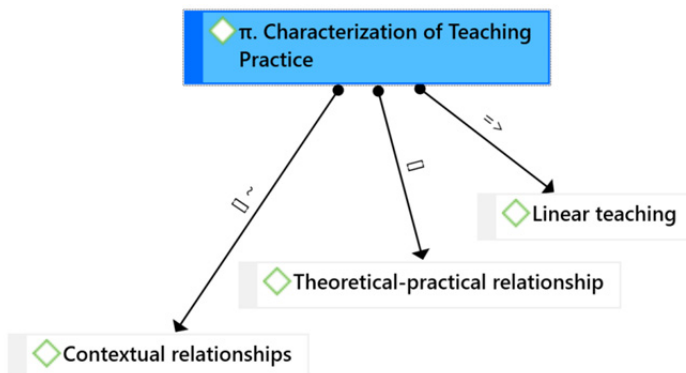 π. Characterization of Teaching
Practice
=>
[]
[] ~
Linear teaching
Theoretical-practical relationship
Contextual relationships